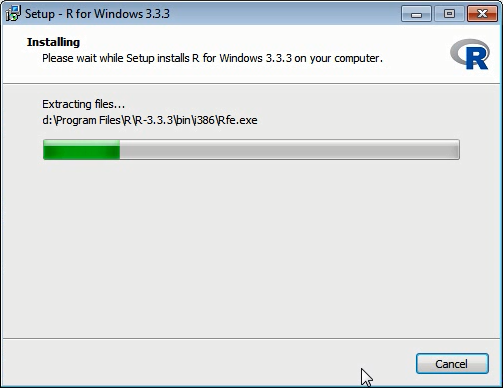 Setup - R for Windows 3.3.3
Installing
Please wait while Setup installs R for Windows 3.3.3 on your computer.
R
Extracting files...
d:\Program Files\R\R-3.3.3\bin\i386\Rfe.exe
Cancel